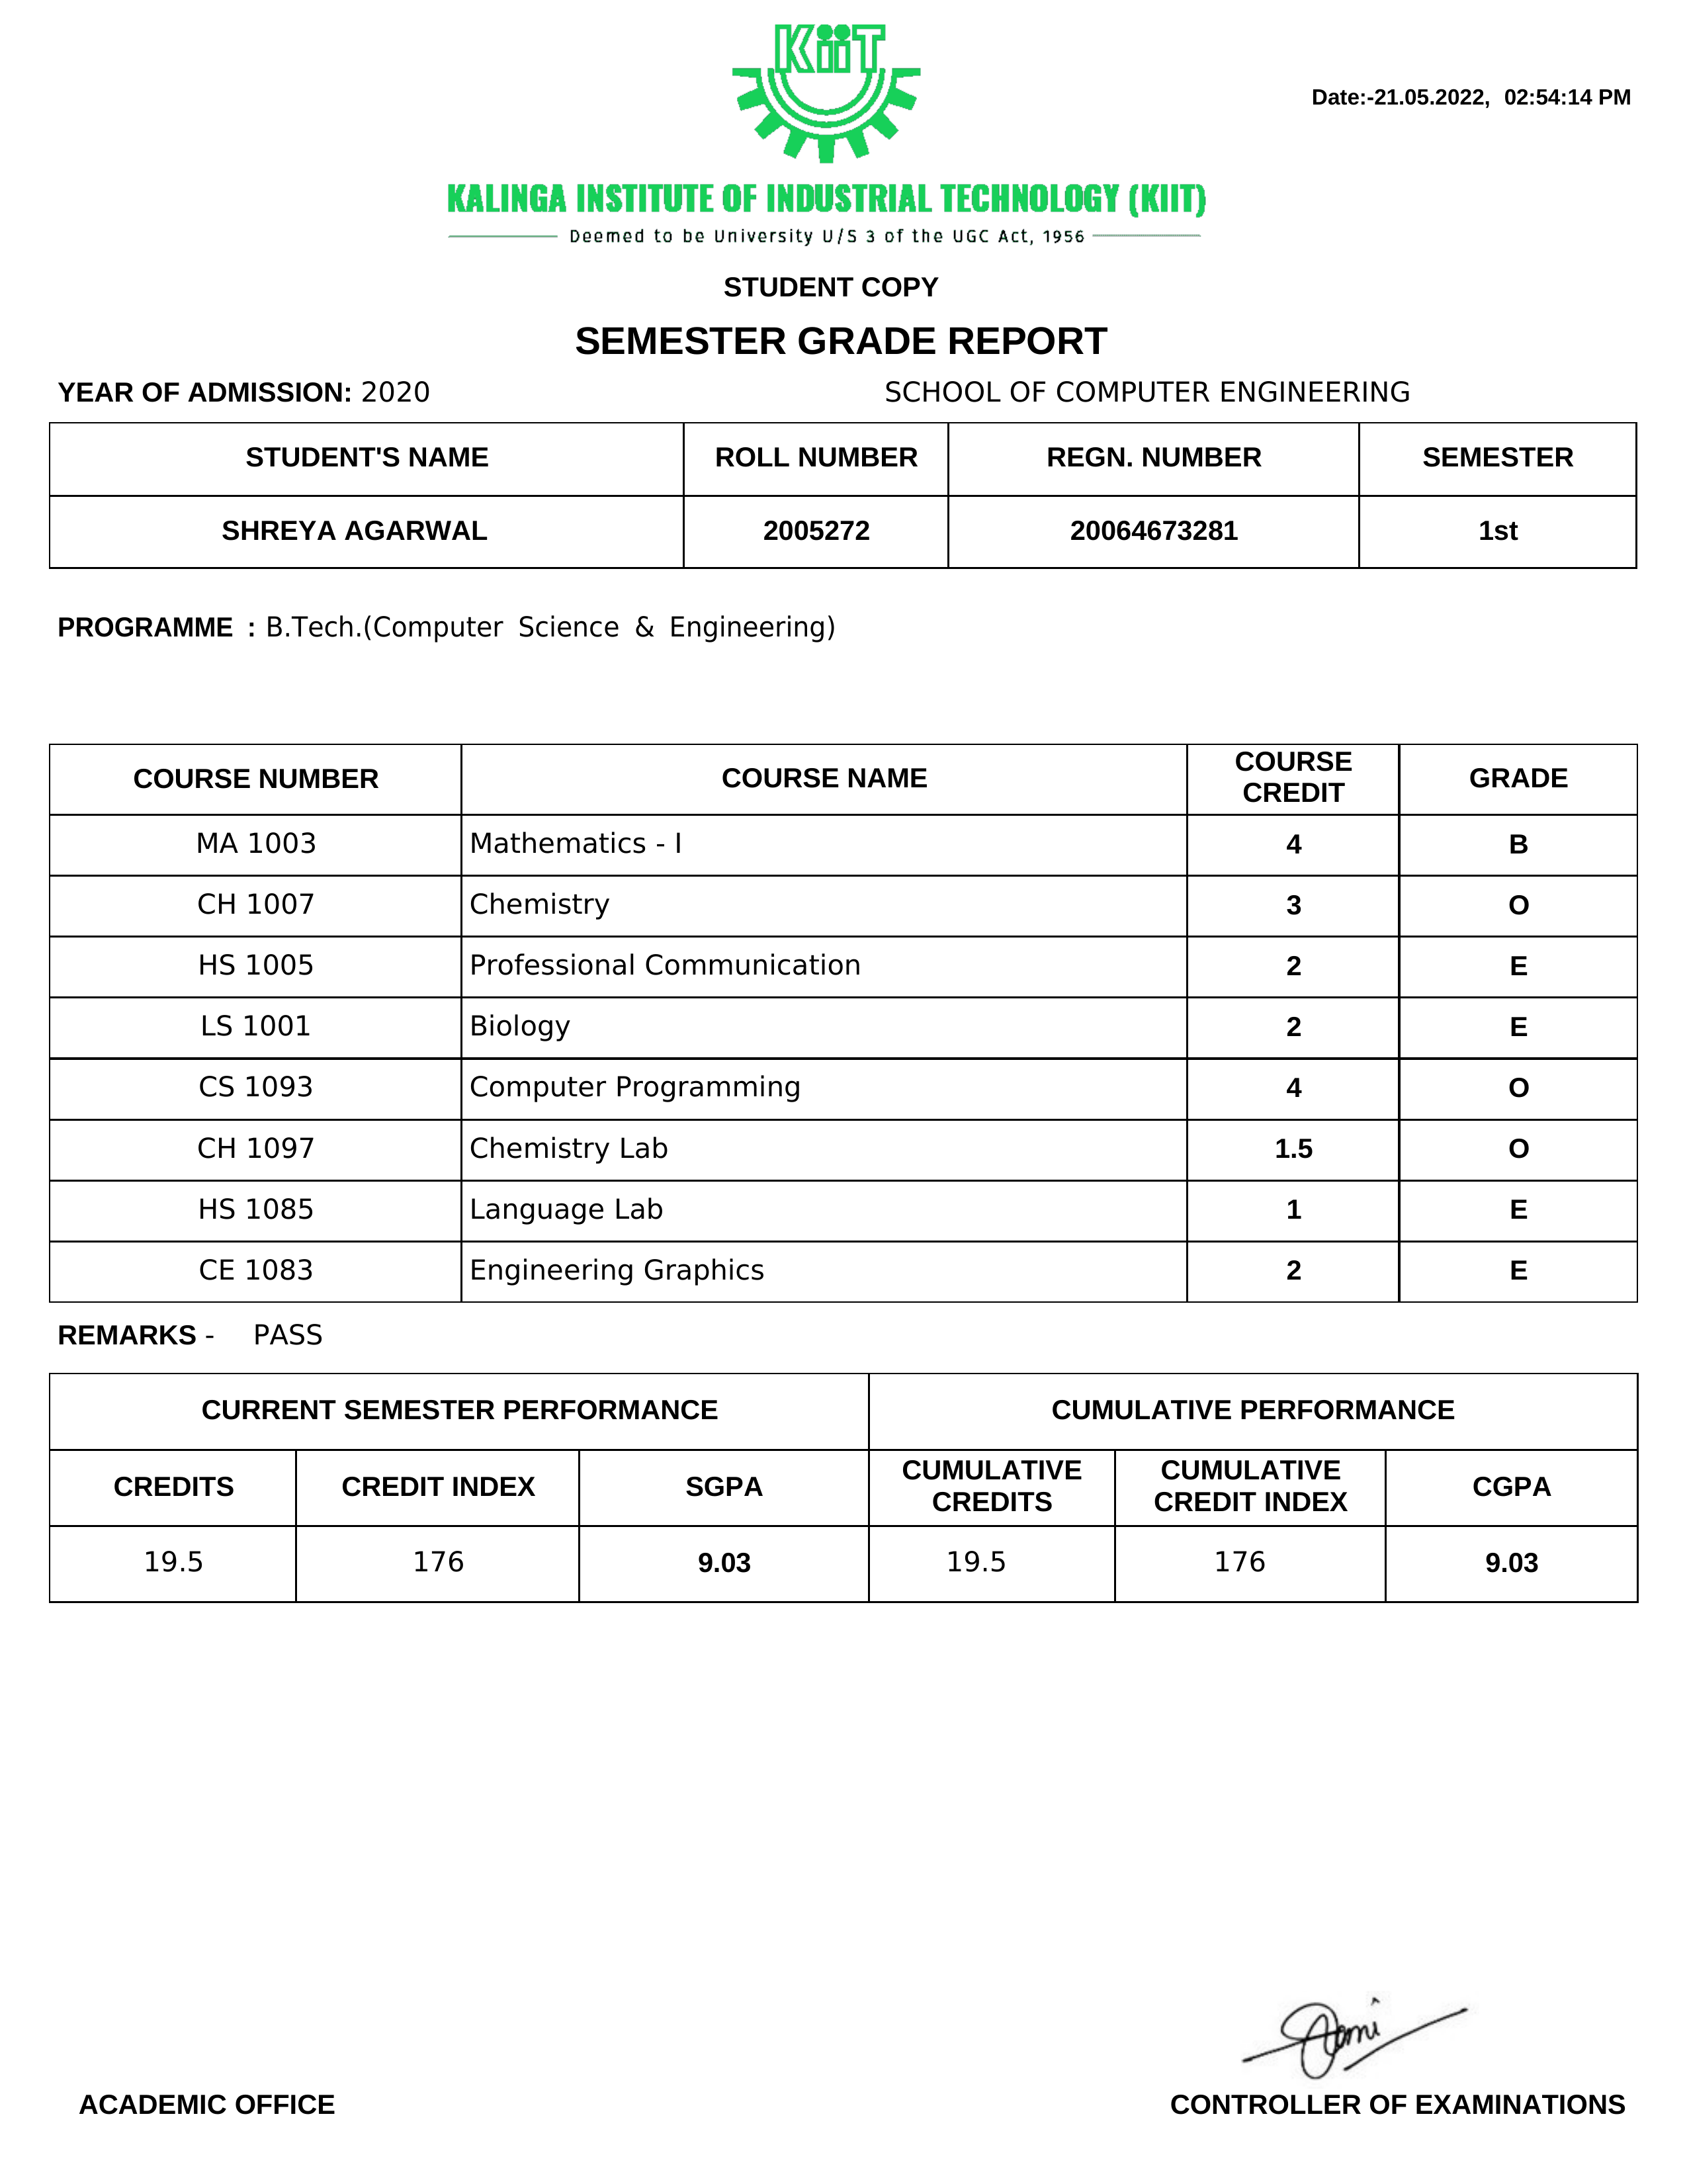 KiiT
Date:-21.05.2022, 02:54:14 PM
KALINGA INSTITUTE OF INDUSTRIAL TECHNOLOGY (KIIT)
Deemed to be University U/S 3 of the UGC Act, 1956
STUDENT COPY
SEMESTER GRADE REPORT
YEAR OF ADMISSION: 2020 SCHOOL OF COMPUTER ENGINEERING
STUDENT'S NAME ROLL NUMBER REGN. NUMBER SEMESTER
SHREYA AGARWAL 2005272 20064673281 1st
PROGRAMME : B.Tech.(Computer Science & Engineering)
COURSE NUMBER COURSE NAME COURSE CREDIT GRADE
MA 1003 Mathematics - I 4 B
CH 1007 Chemistry 3 O
HS 1005 Professional Communication 2 E
LS 1001 Biology 2 E
CS 1093 Computer Programming 4 O
CH 1097 Chemistry Lab 1.5 O
HS 1085 Language Lab 1 E
CE 1083 Engineering Graphics 2 E
REMARKS - PASS
CURRENT SEMESTER PERFORMANCE CUMULATIVE PERFORMANCE
CREDITS CREDIT INDEX SGPA CUMULATIVE CREDITS CUMULATIVE CREDIT INDEX CGPA
19.5 176 9.03 19.5 176 9.03
ACADEMIC OFFICE CONTROLLER OF EXAMINATIONS